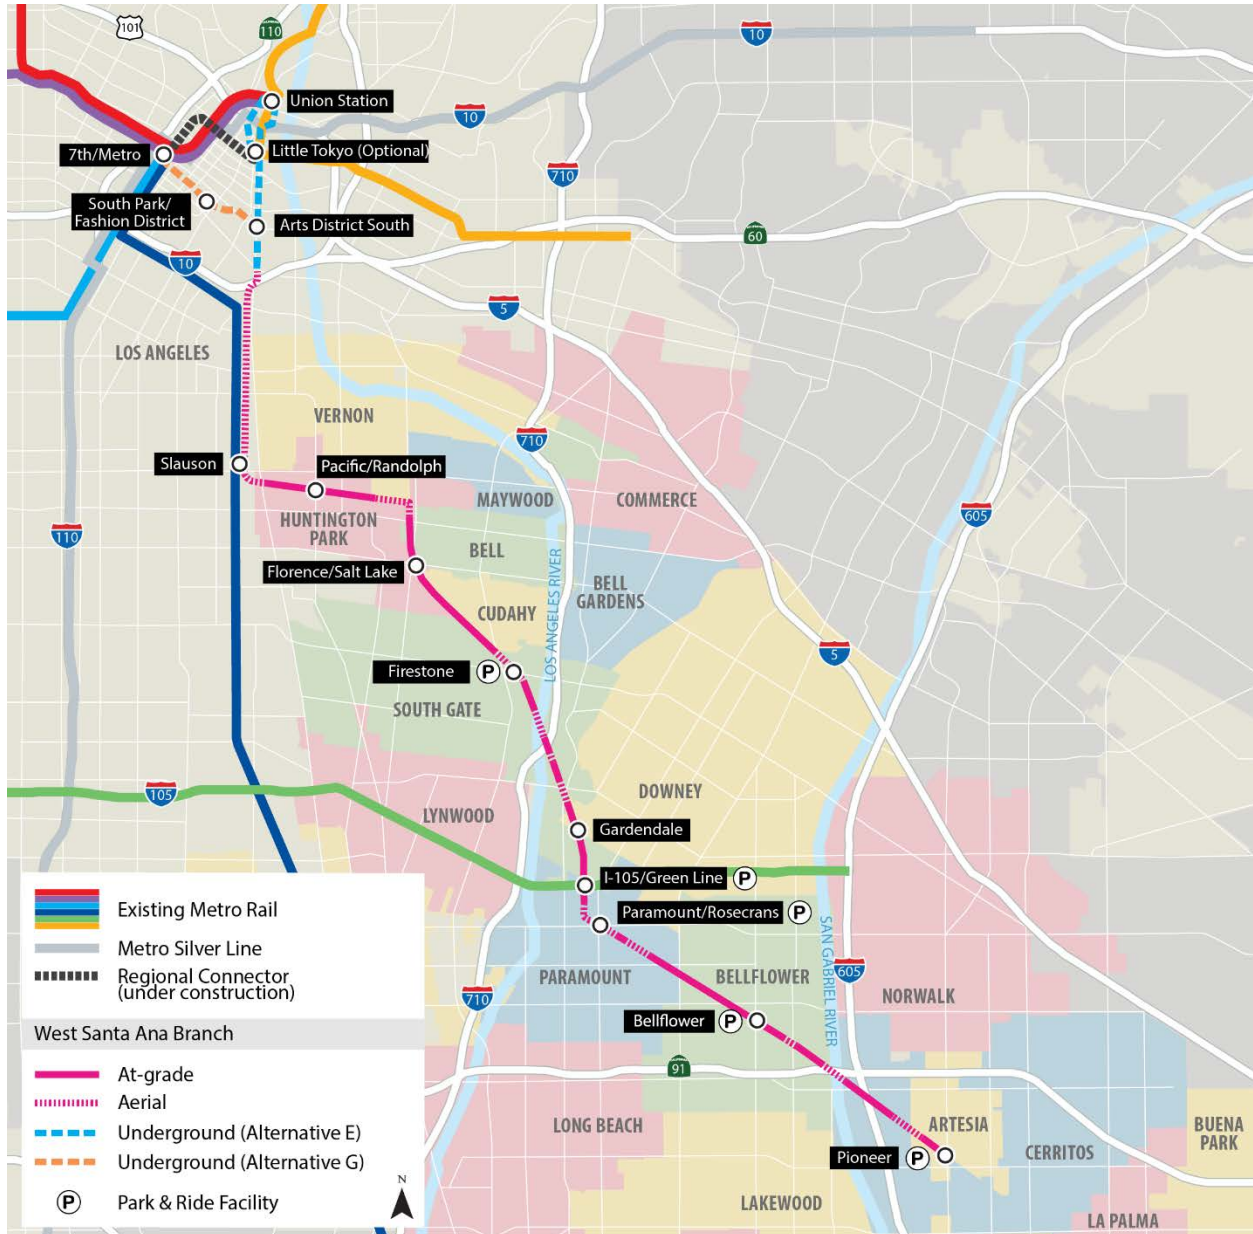 101
110
10
Union Station
10
Little Tokyo (Optional)
7th/Metro
710
South Park/
Fashion District
Arts District South
60
10
5
LOS ANGELES
VERNON
710
Slauson
Pacific/Randolph
MAYWOOD
COMMERCE
605
HUNTINGTON
PARK
110
BELL
Florence/Salt Lake
BELL
GARDENS
LOS ANGELES RIVER
CUDAHY
5
Firestone
P
SOUTH GATE
105
DOWNEY
LYNWOOD
Gardendale
I-105/Green Line
P
Paramount/Rosecrans
P
SAN GABRIEL RIVER
PARAMOUNT
BELLFLOWER
605
710
NORWALK
Bellflower
P
91
LONG BEACH
ARTESIA
BUENA
PARK
Pioneer
P
CERRITOS
LAKEWOOD
LA PALMA
Existing Metro Rail
Metro Silver Line
Regional Connector
(under construction)
West Santa Ana Branch
At-grade
Aerial
Underground (Alternative E)
Underground (Alternative G)
P
Park & Ride Facility
N